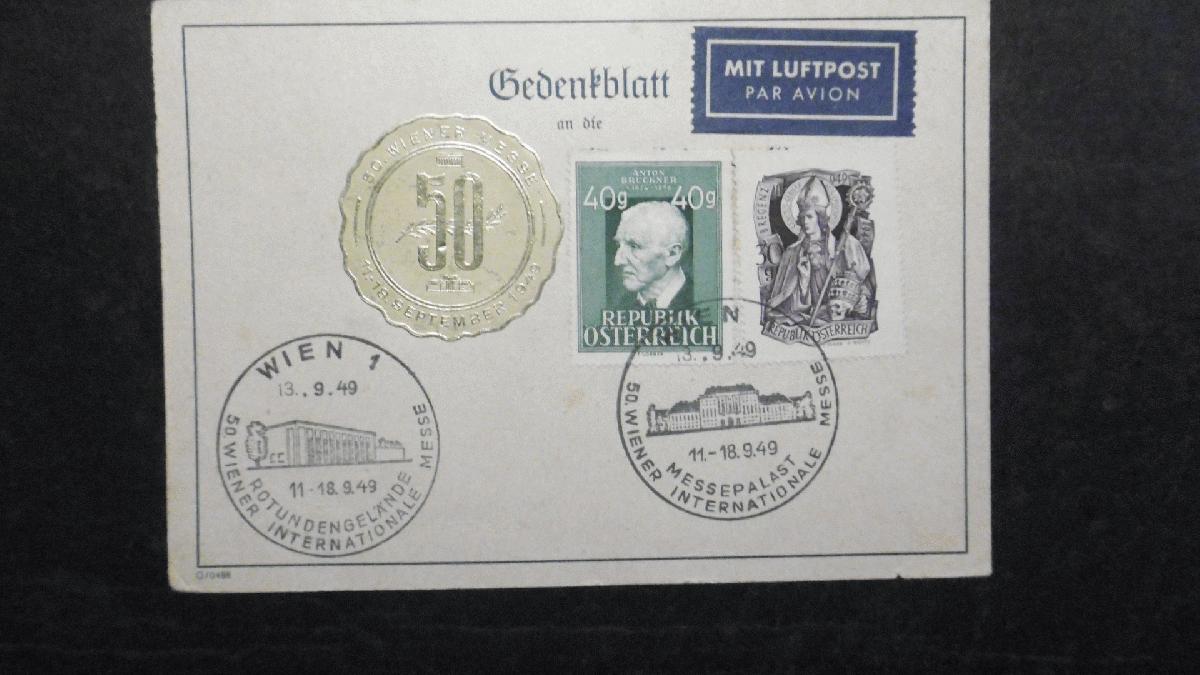 Gedenkblatt
an die
MIT LUFTPOST
PAR AVION
50. WIENER MESSE
50
11.-18. SEPTEMBER 1949
ANTON
BRUCKNER
40g 40g
REPUBLIK
ÖSTERREICH
BREGENZ
30
g
REPUBLIK ÖSTERREICH
WIEN 1
13..9.49
11-18.9.49
ROTUNDENGELÄNDE
50. WIENER INTERNATIONALE MESSE
WIEN
13..9.49
11.-18.9.49
MESSEPALAST
50. WIENER INTERNATIONALE MESSE